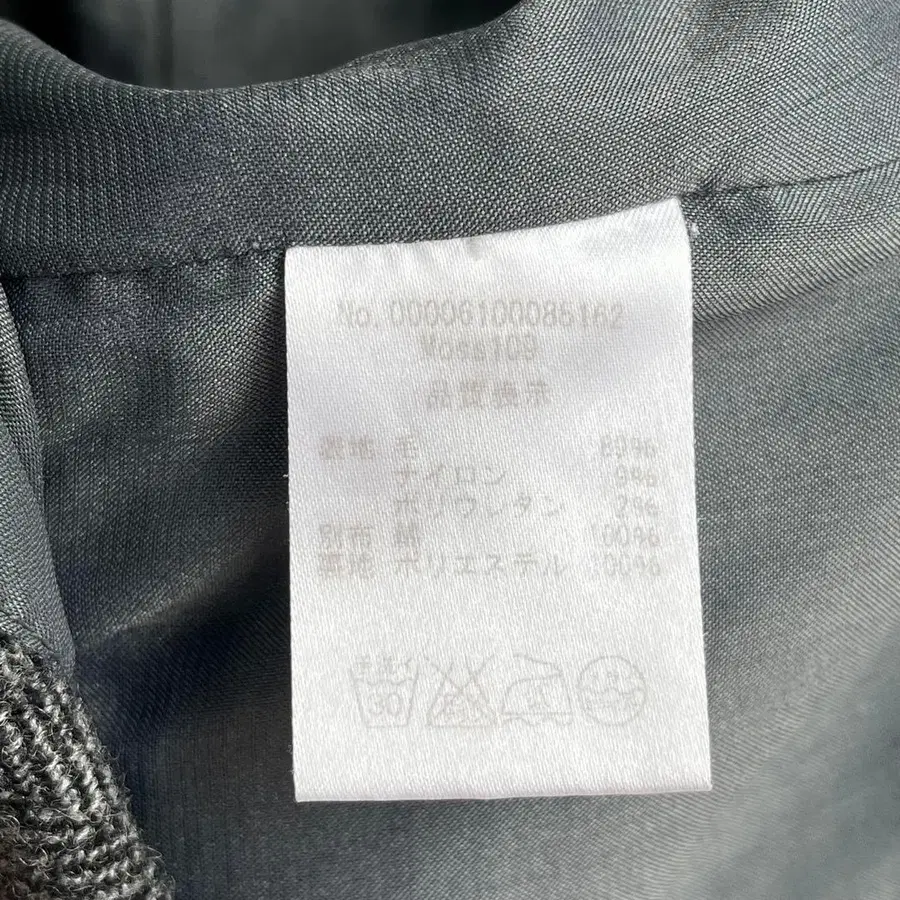 No.00006100085162
Moss109
品質表示
表地 毛 89%
ナイロン 9%
ポリウレタン 2%
別布 綿 100%
裏地 ポリエステル 100%
手洗イ
30